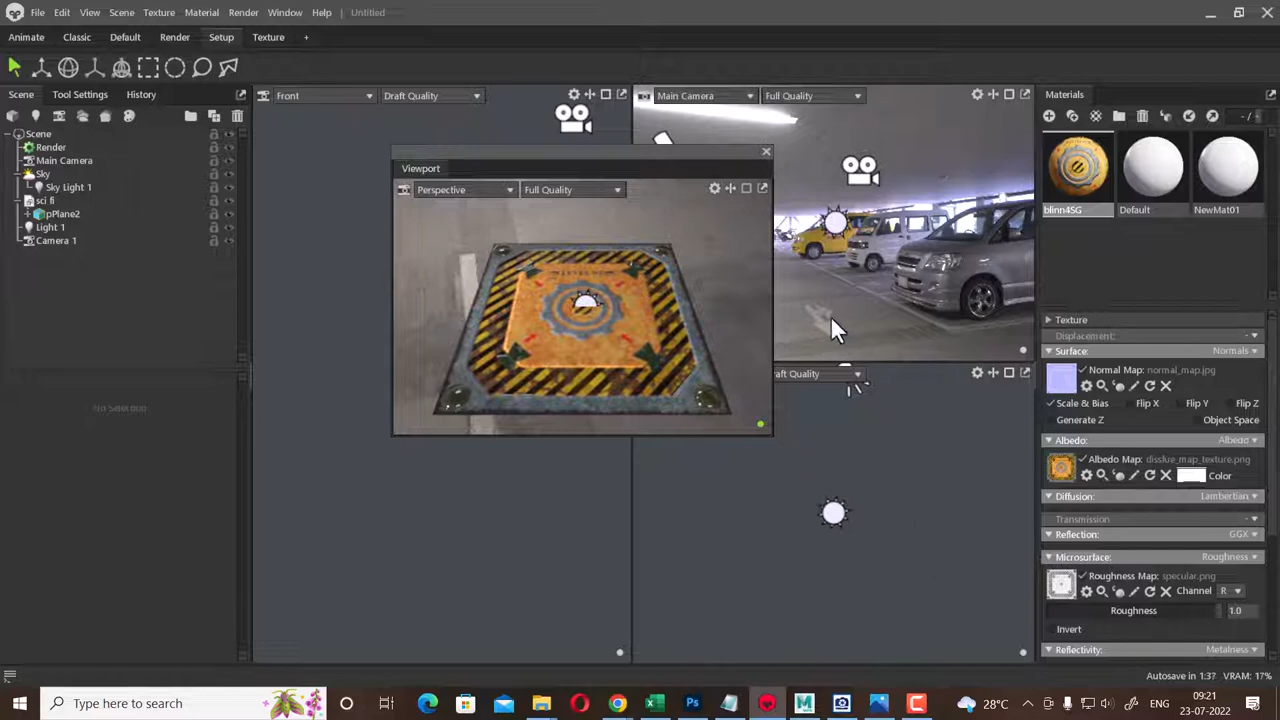 File Edit View Scene Texture Material Render Window Help Untitled
Animate Classic Default Render Setup Texture +
Scene Tool Settings History
Front Draft Quality
Main Camera Full Quality
Materials
Scene
Render
Main Camera
Sky
Sky Light 1
sci fi
pPlane2
Light 1
Camera 1
No Selection
Viewport
Perspective Full Quality
aft Quality
blinn4SG Default NewMat01
Texture
Displacement:
Surface: Normals
Normal Map: normal_map.jpg
Scale & Bias Flip X Flip Y Flip Z
Generate Z Object Space
Albedo: Albedo
Albedo Map:
Color
Diffusion: Lambertian
Transmission
Reflection: GGX
Microsurface: Roughness
Roughness Map: specular.png
Channel R
Roughness 1.0
Invert
Reflectivity: Metalness
Autosave in 1:37 VRAM: 17%
Type here to search
28°C ENG 09:21
23-07-2022